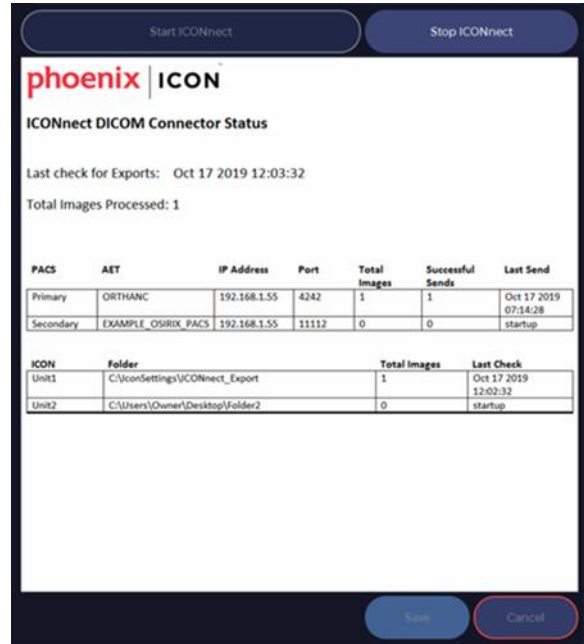 Start ICONnect Stop ICONnect
phoenix | ICON
ICONnect DICOM Connector Status
Last check for Exports: Oct 17 2019 12:03:32
Total Images Processed: 1
PACS AET IP Address Port Total Images Successful Sends Last Send
Primary ORTHANC 192.168.1.55 4242 1 1 Oct 17 2019 07:14:28
Secondary EXAMPLE_OSIRIX_PACS 192.168.1.55 11112 0 0 startup
ICON Folder Total Images Last Check
Unit1 C:\IconSettings\ICONnect_Export 1 Oct 17 2019 12:02:32
Unit2 C:\Users\Owner\Desktop\Folder2 0 startup
Save Cancel